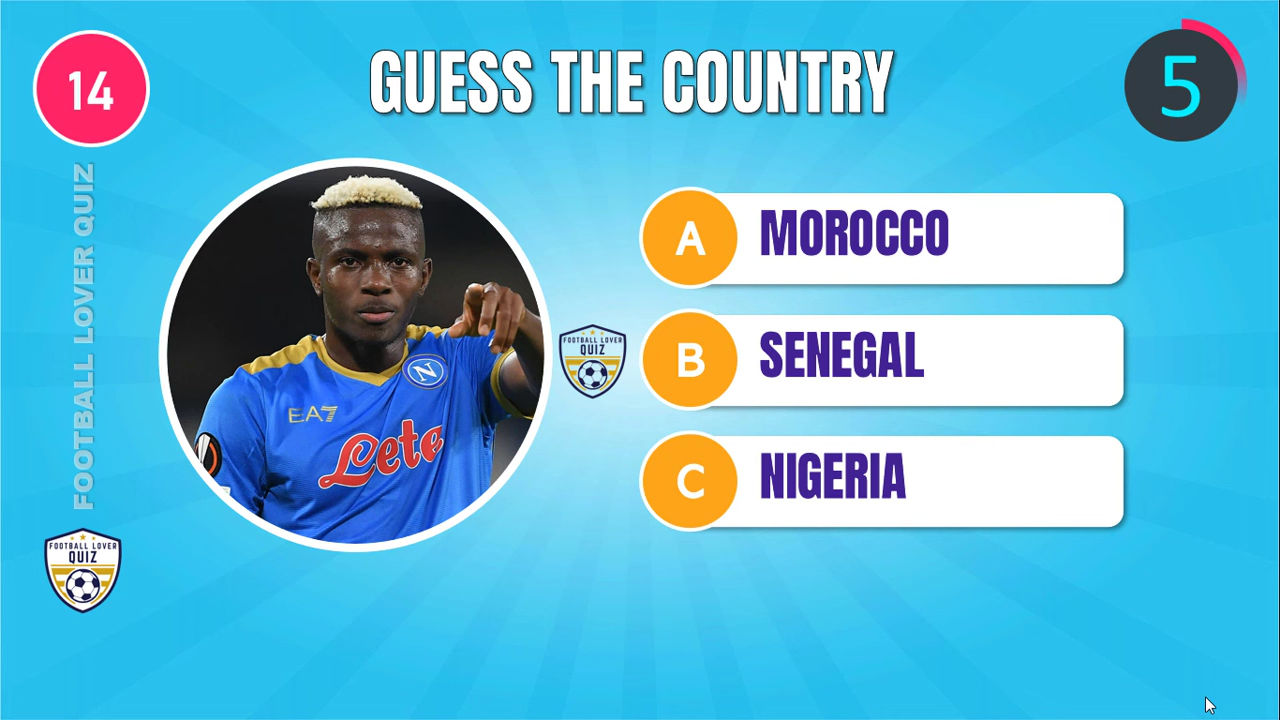 14
GUESS THE COUNTRY
5
FOOTBALL LOVER QUIZ
A
MOROCCO
B
SENEGAL
C
NIGERIA
N
EA7
Lete
FOOTBALL LOVER
QUIZ
FOOTBALL LOVER
QUIZ